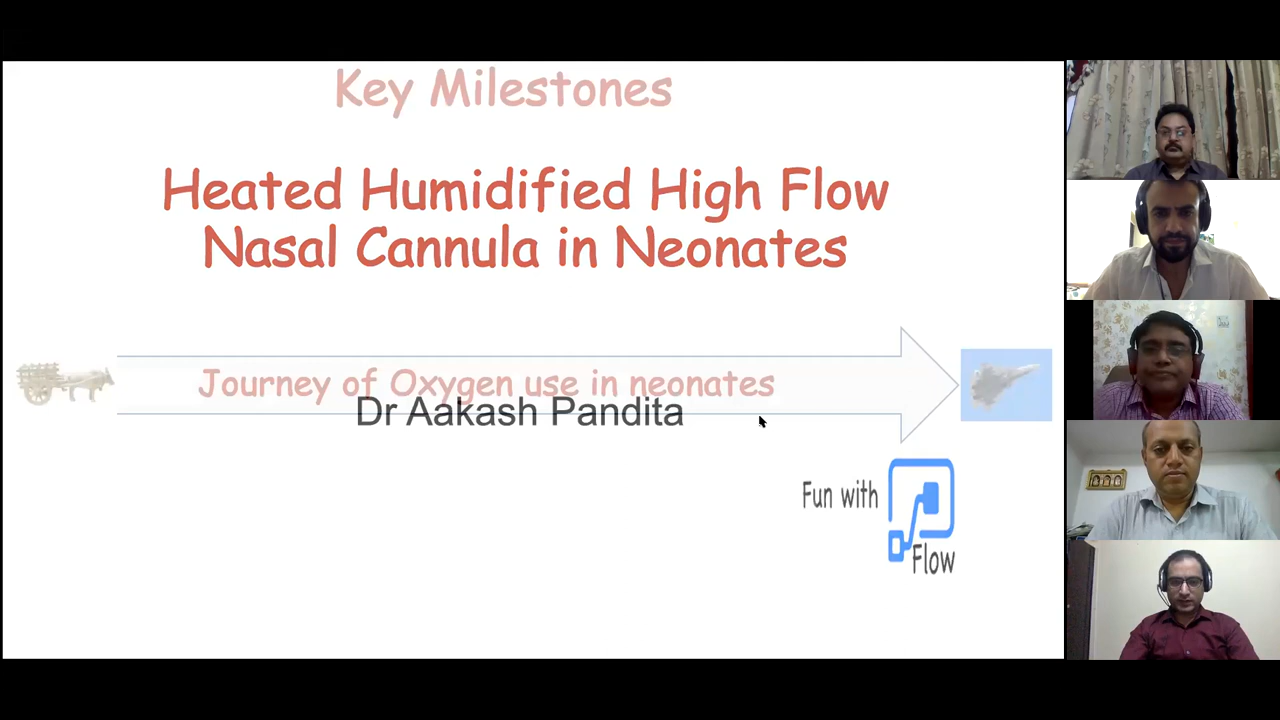 Key Milestones
Heated Humidified High Flow
Nasal Cannula in Neonates
Journey of Oxygen use in neonates
Dr Aakash Pandita
Fun with
Flow